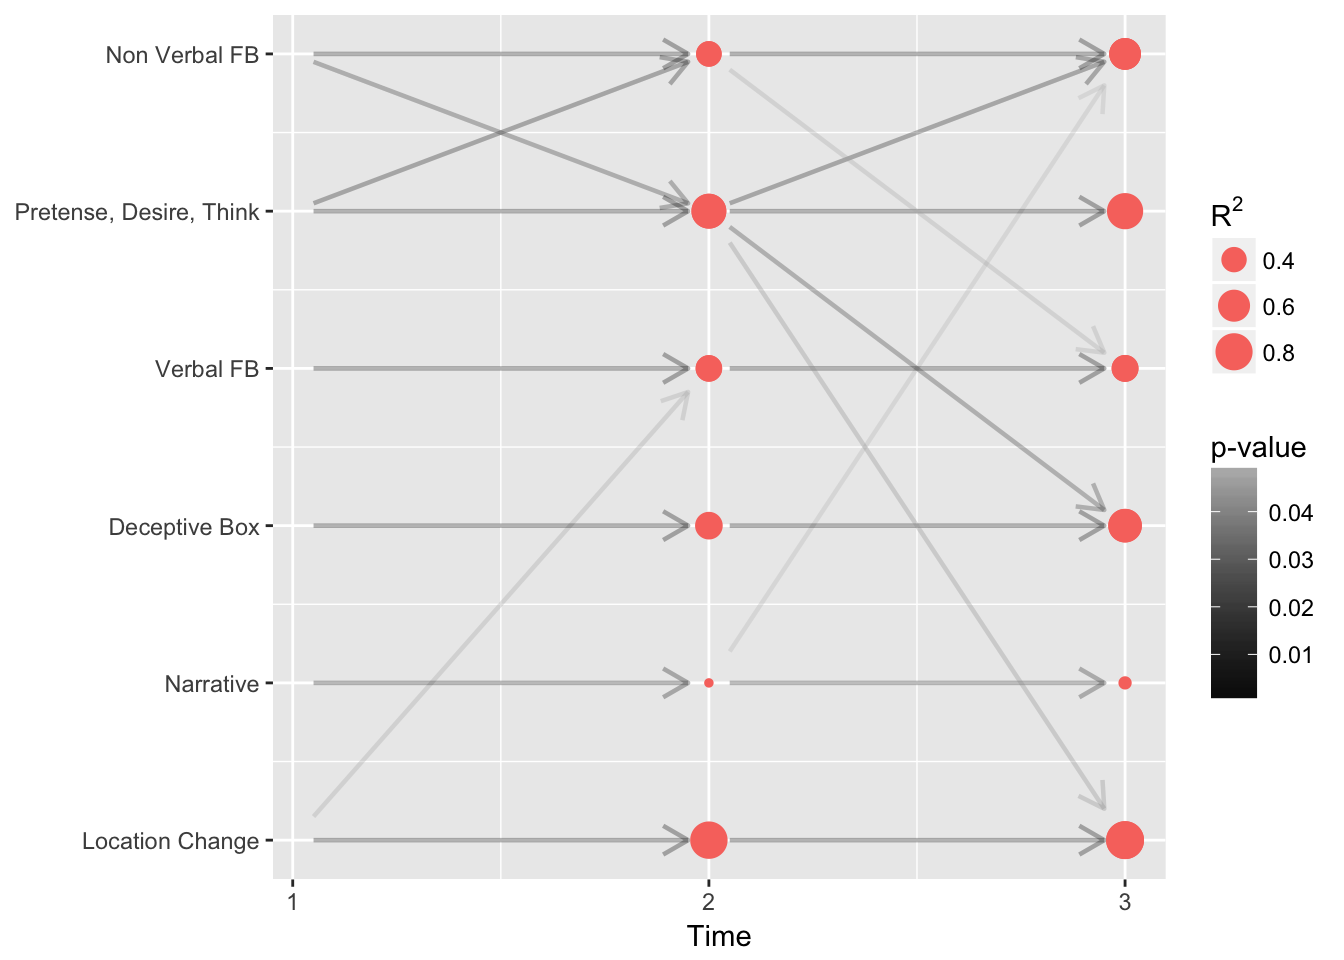 Non Verbal FB
Pretense, Desire, Think
Verbal FB
Deceptive Box
Narrative
Location Change
1 2 3
Time
R²
0.4
0.6
0.8
p-value
0.04
0.03
0.02
0.01